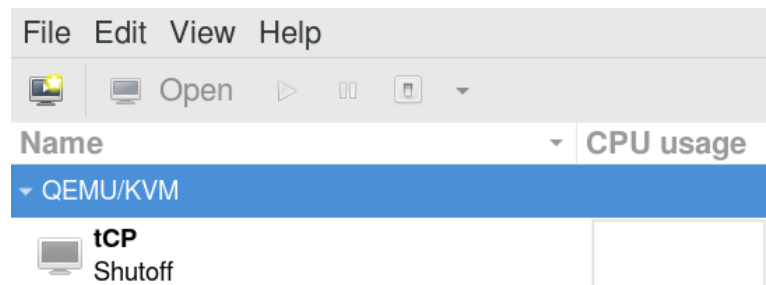 File Edit View Help
Open
Name CPU usage
QEMU/KVM
tCP
Shutoff